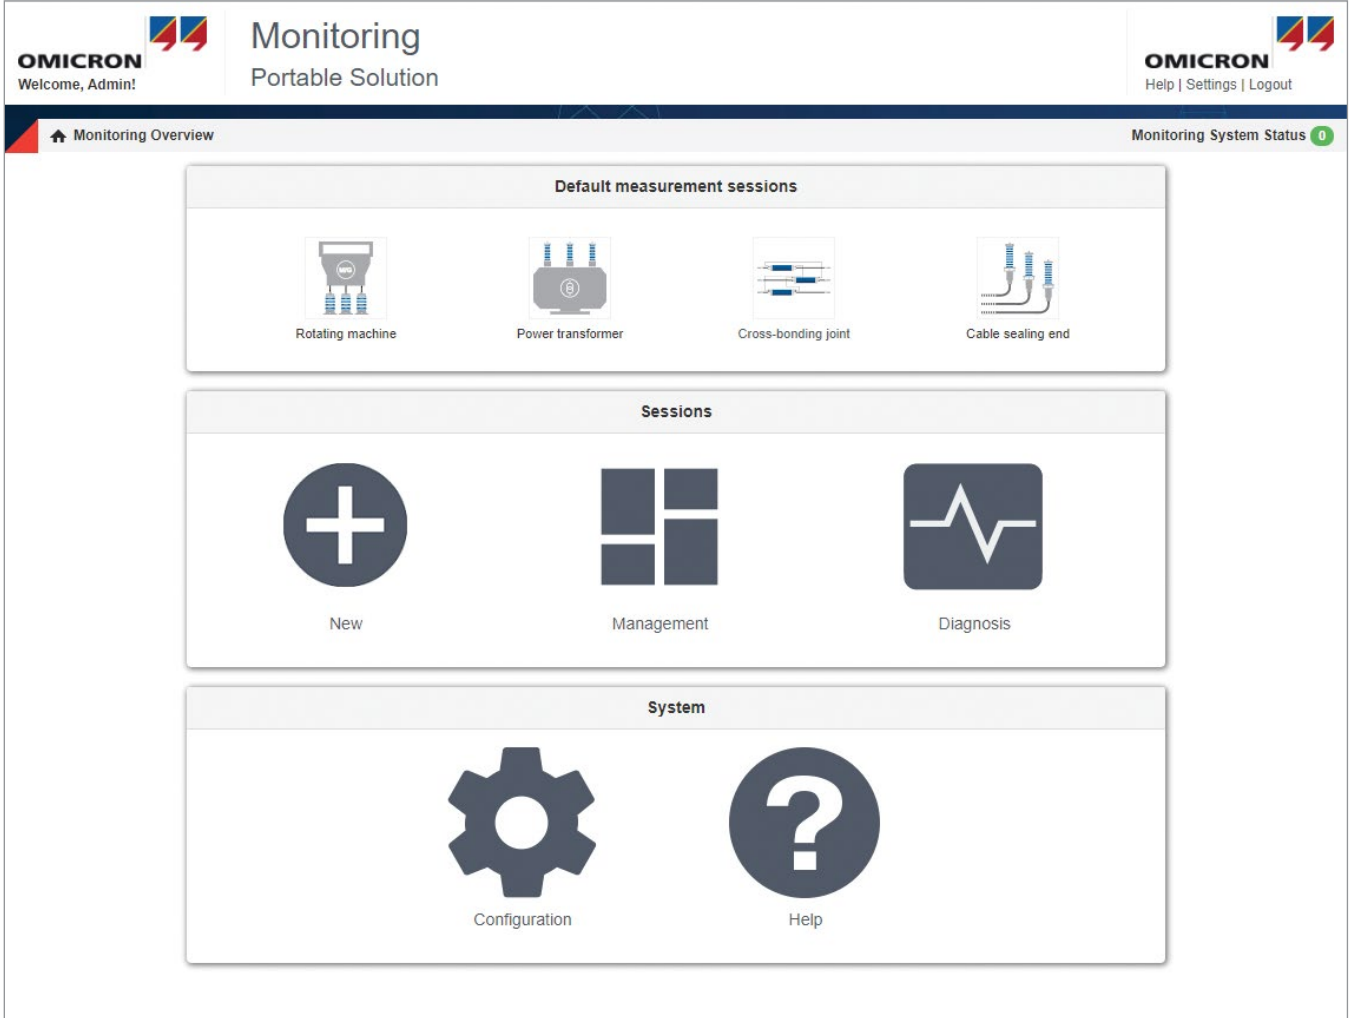 OMICRON
Welcome, Admin!
Monitoring
Portable Solution
OMICRON
Help | Settings | Logout
Monitoring Overview
Monitoring System Status 0
Default measurement sessions
MFG
Rotating machine
Power transformer
Cross-bonding joint
Cable sealing end
Sessions
New
Management
Diagnosis
System
Configuration
Help